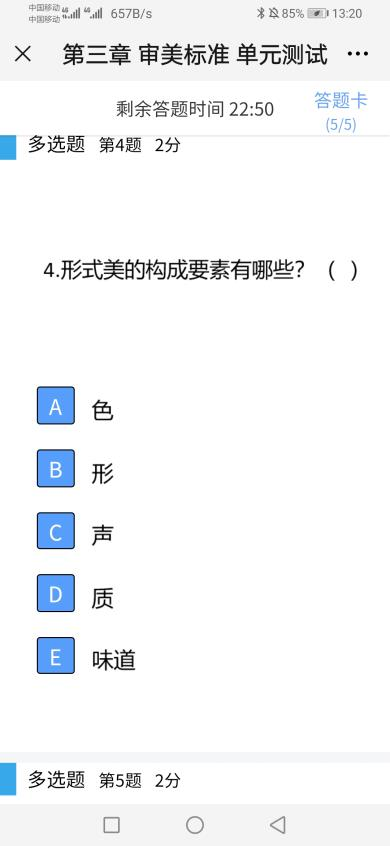 中国移动 4G 4G 657B/s 85% 13:20
中国移动
第三章 审美标准 单元测试
剩余答题时间 22:50 答题卡
(5/5)
多选题 第4题 2分
4.形式美的构成要素有哪些？（ ）
A 色
B 形
C 声
D 质
E 味道
多选题 第5题 2分